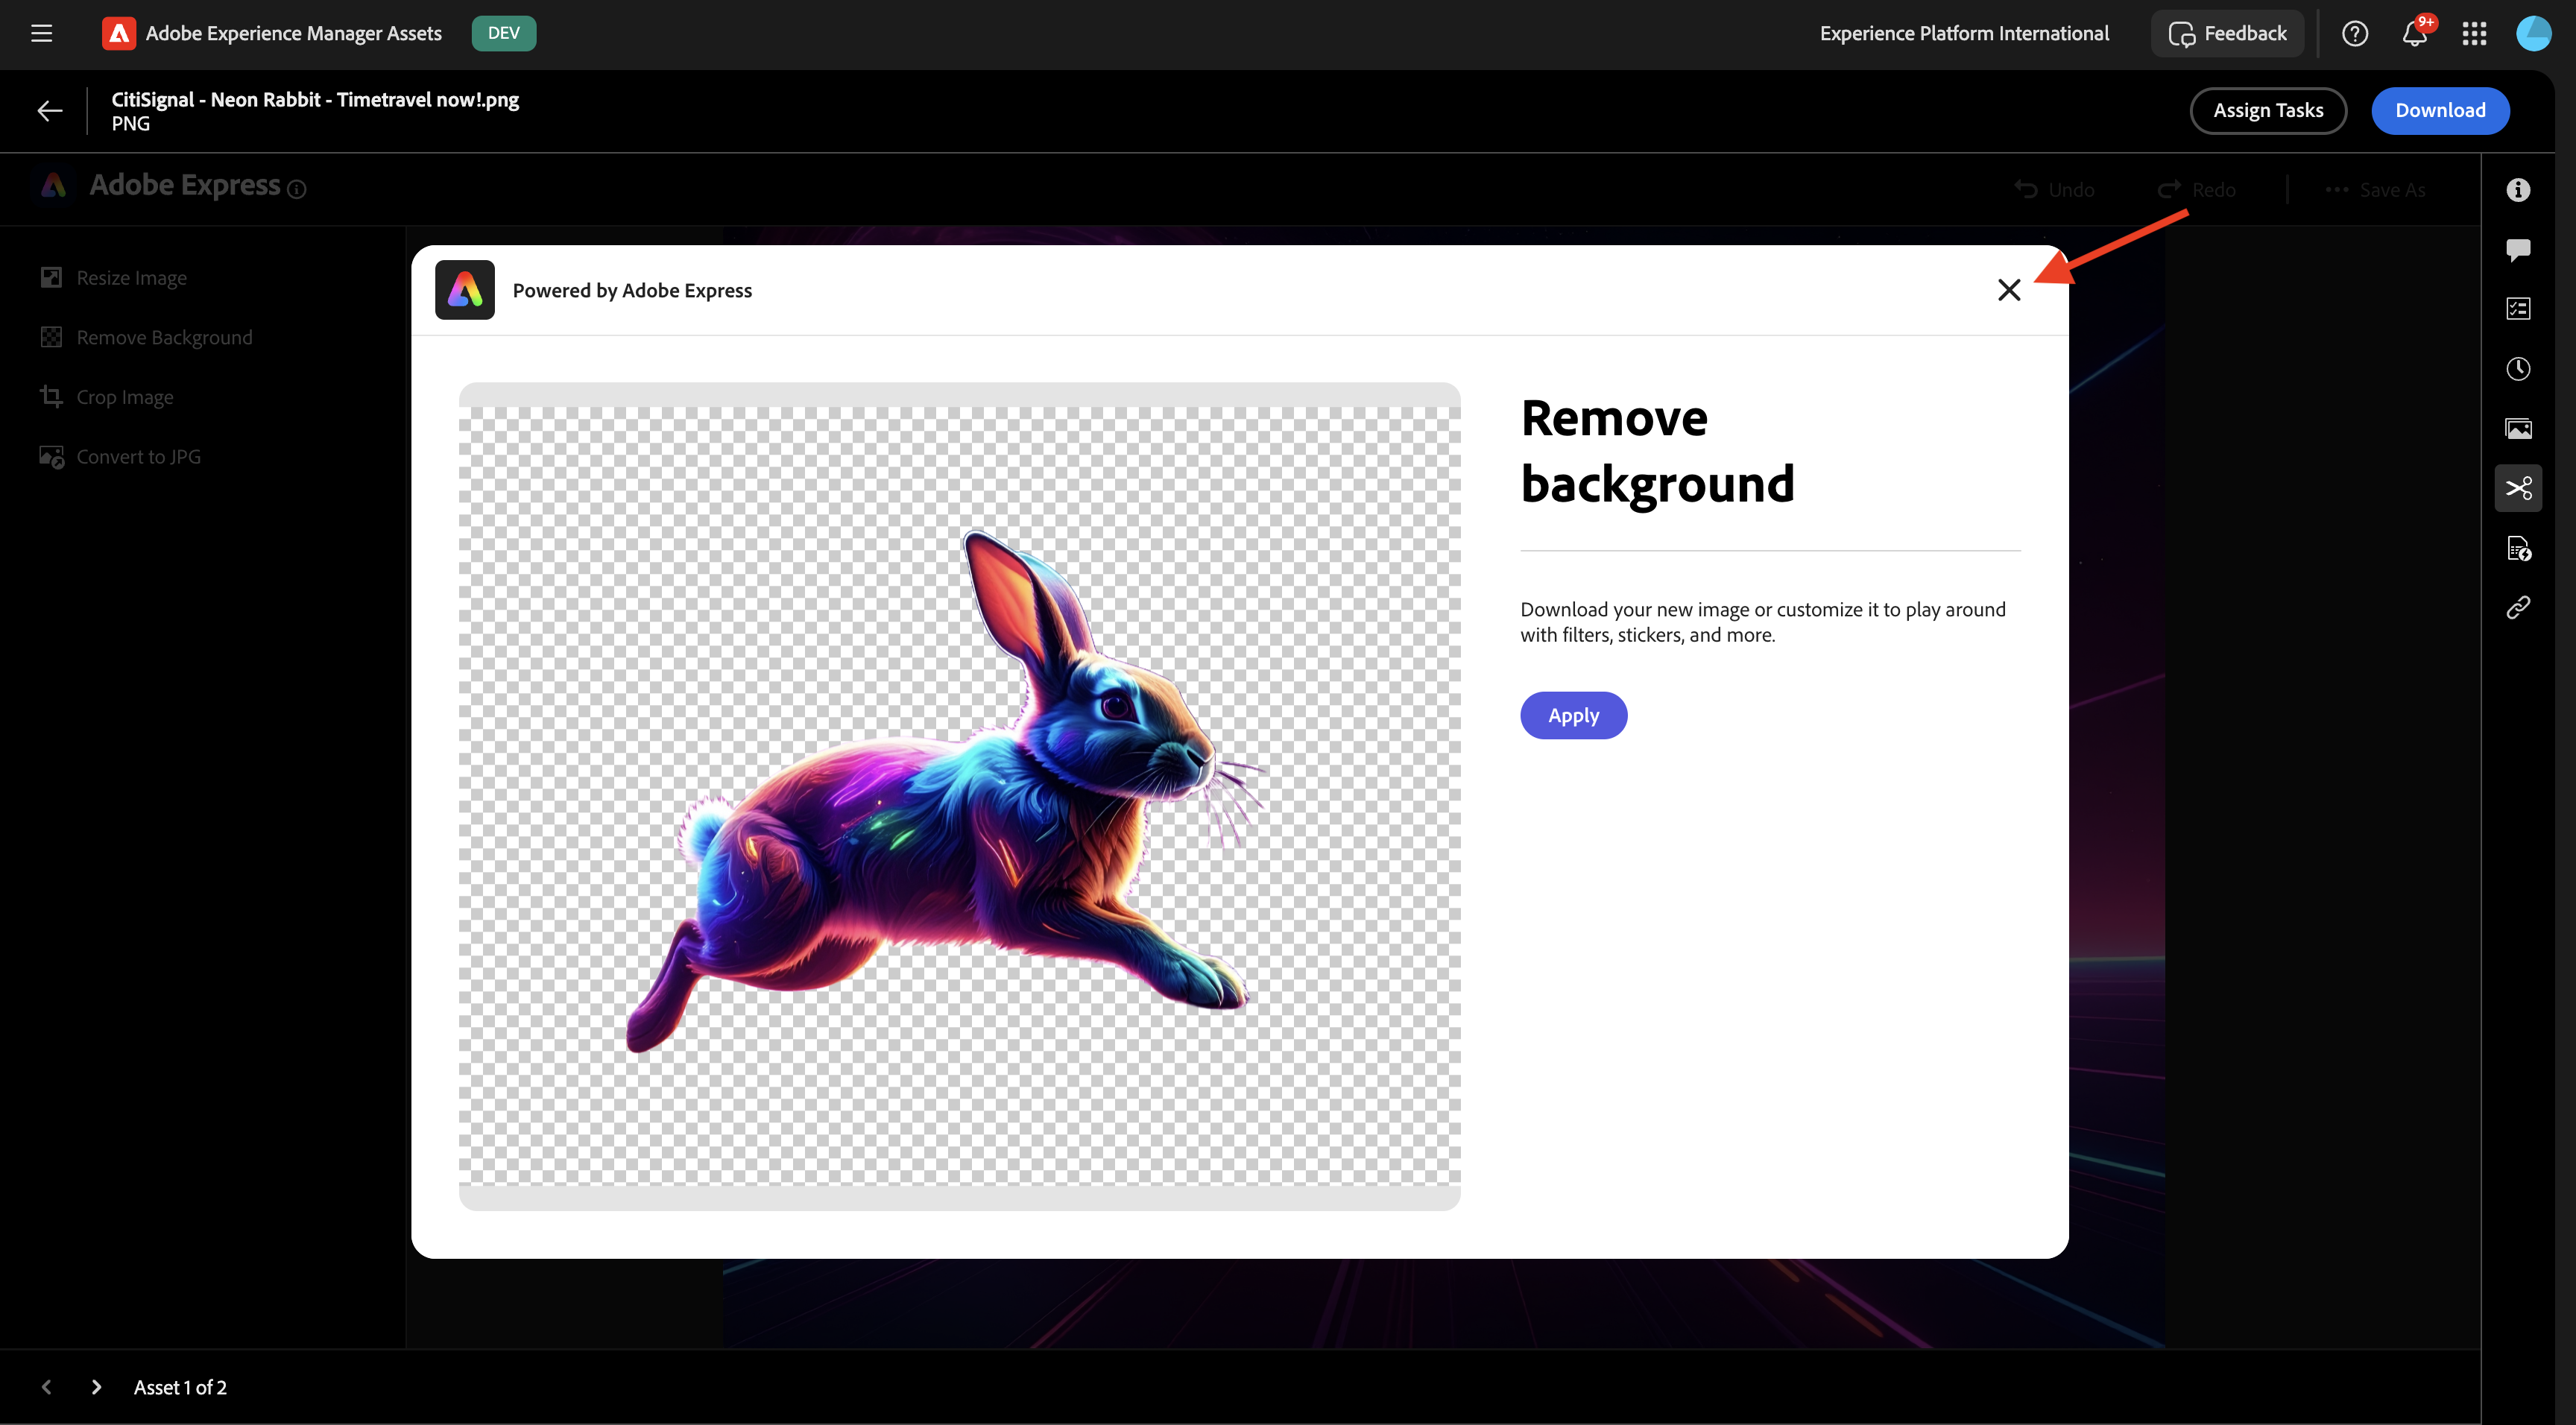 Adobe Experience Manager Assets
DEV
Experience Platform International
Feedback
9+
CitiSignal - Neon Rabbit - Timetravel now!.png
PNG
Assign Tasks
Download
Adobe Express
Undo
Redo
Save As
Resize Image
Remove Background
Crop Image
Convert to JPG
Powered by Adobe Express
Remove
background
Download your new image or customize it to play around
with filters, stickers, and more.
Apply
Asset 1 of 2